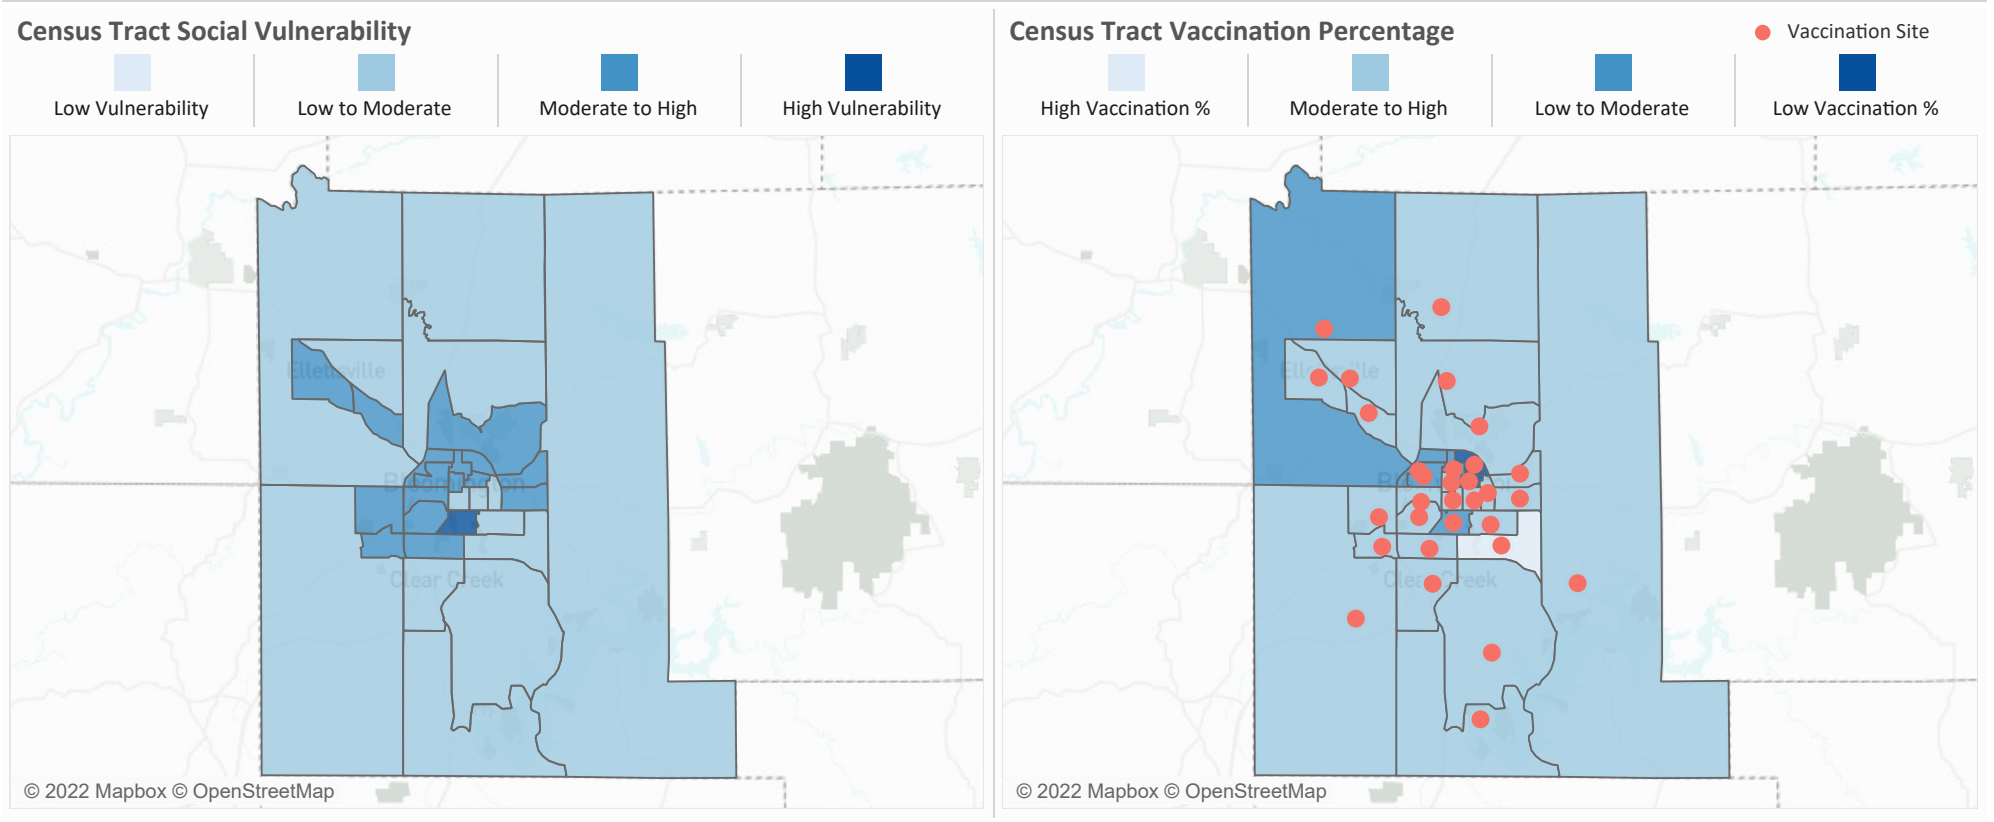 Census Tract Social Vulnerability
Low Vulnerability
Low to Moderate
Moderate to High
High Vulnerability
Ellettsville
Bloomington
Clear Creek
© 2022 Mapbox © OpenStreetMap
Census Tract Vaccination Percentage
Vaccination Site
High Vaccination %
Moderate to High
Low to Moderate
Low Vaccination %
Clear Creek
© 2022 Mapbox © OpenStreetMap